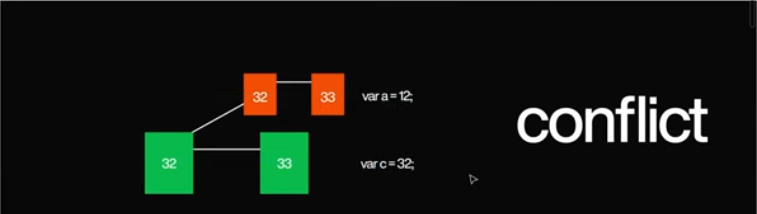 32 33 var a = 12;
conflict
32 33 var c = 32;